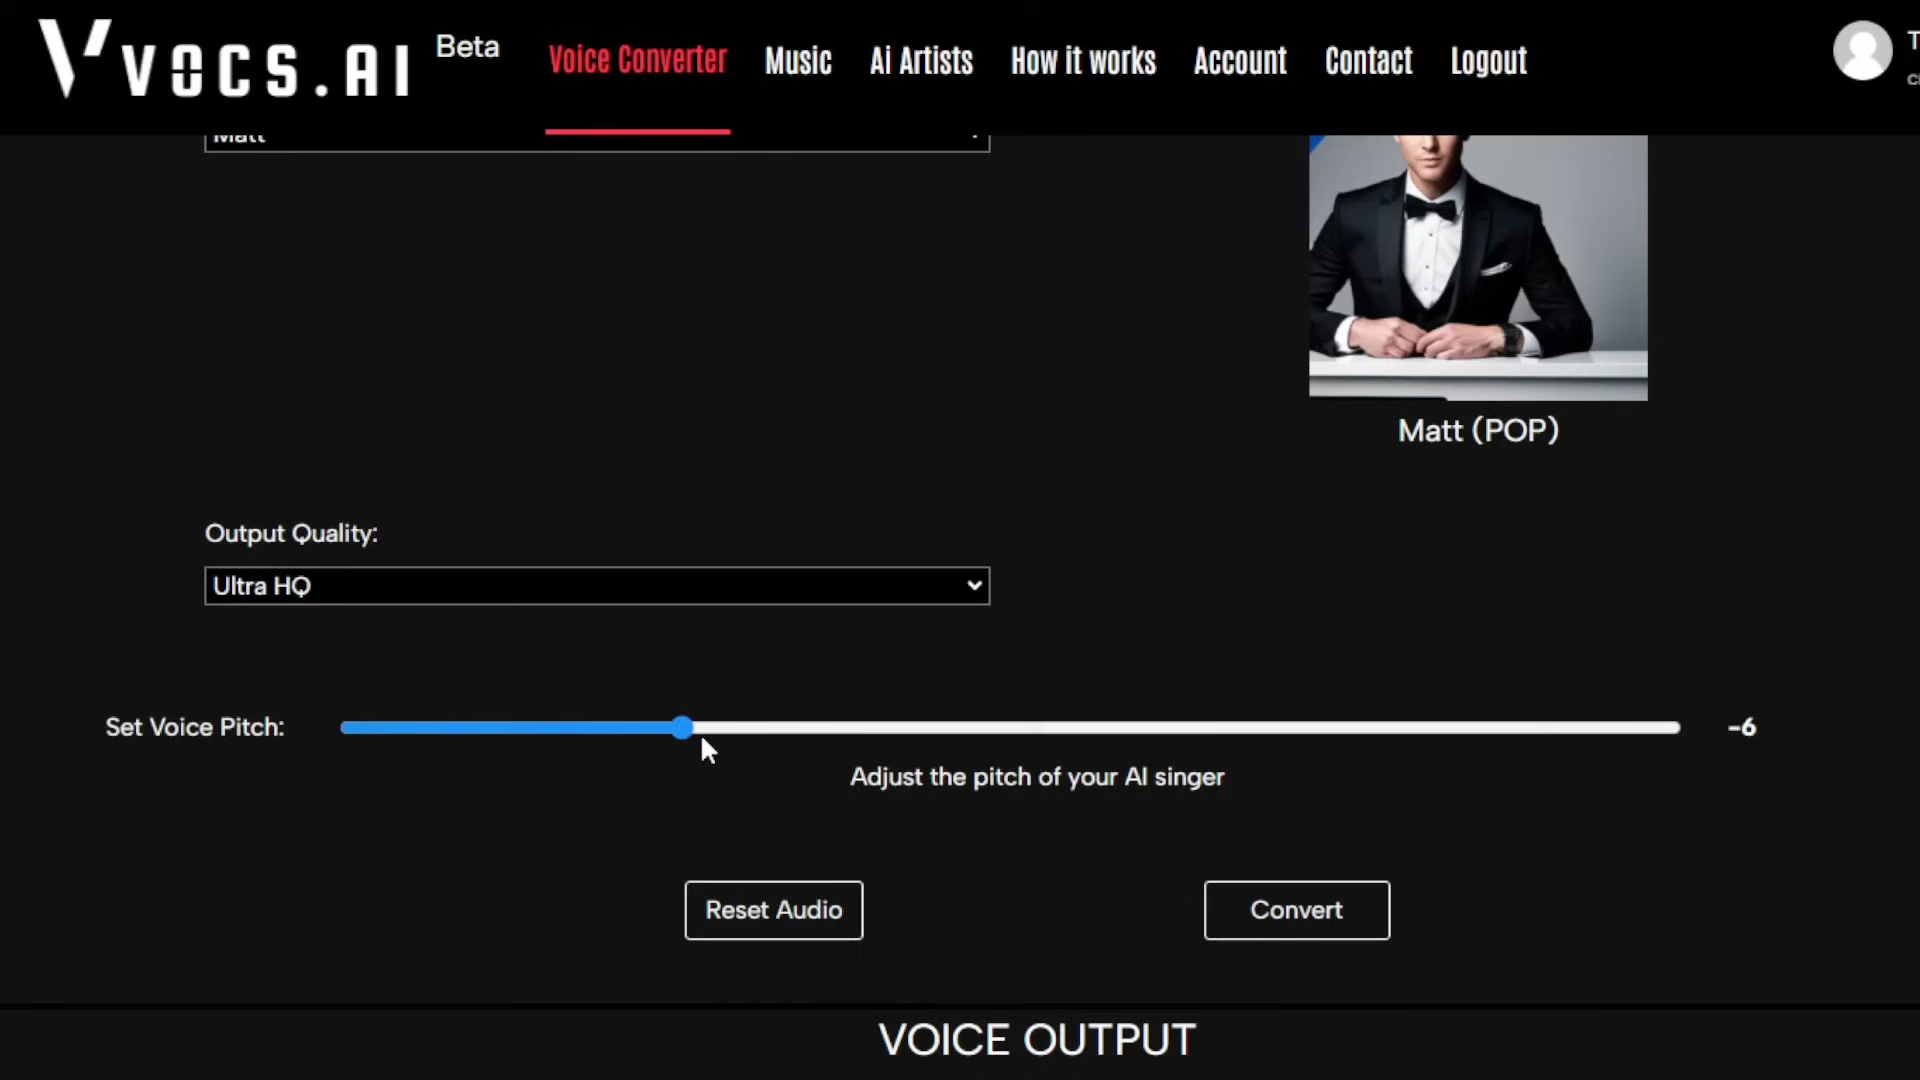 VOCS.AI Beta
Voice Converter
Music
Ai Artists
How it works
Account
Contact
Logout
Matt
Matt (POP)
Output Quality:
Ultra HQ
Set Voice Pitch:
-6
Adjust the pitch of your AI singer
Reset Audio
Convert
VOICE OUTPUT